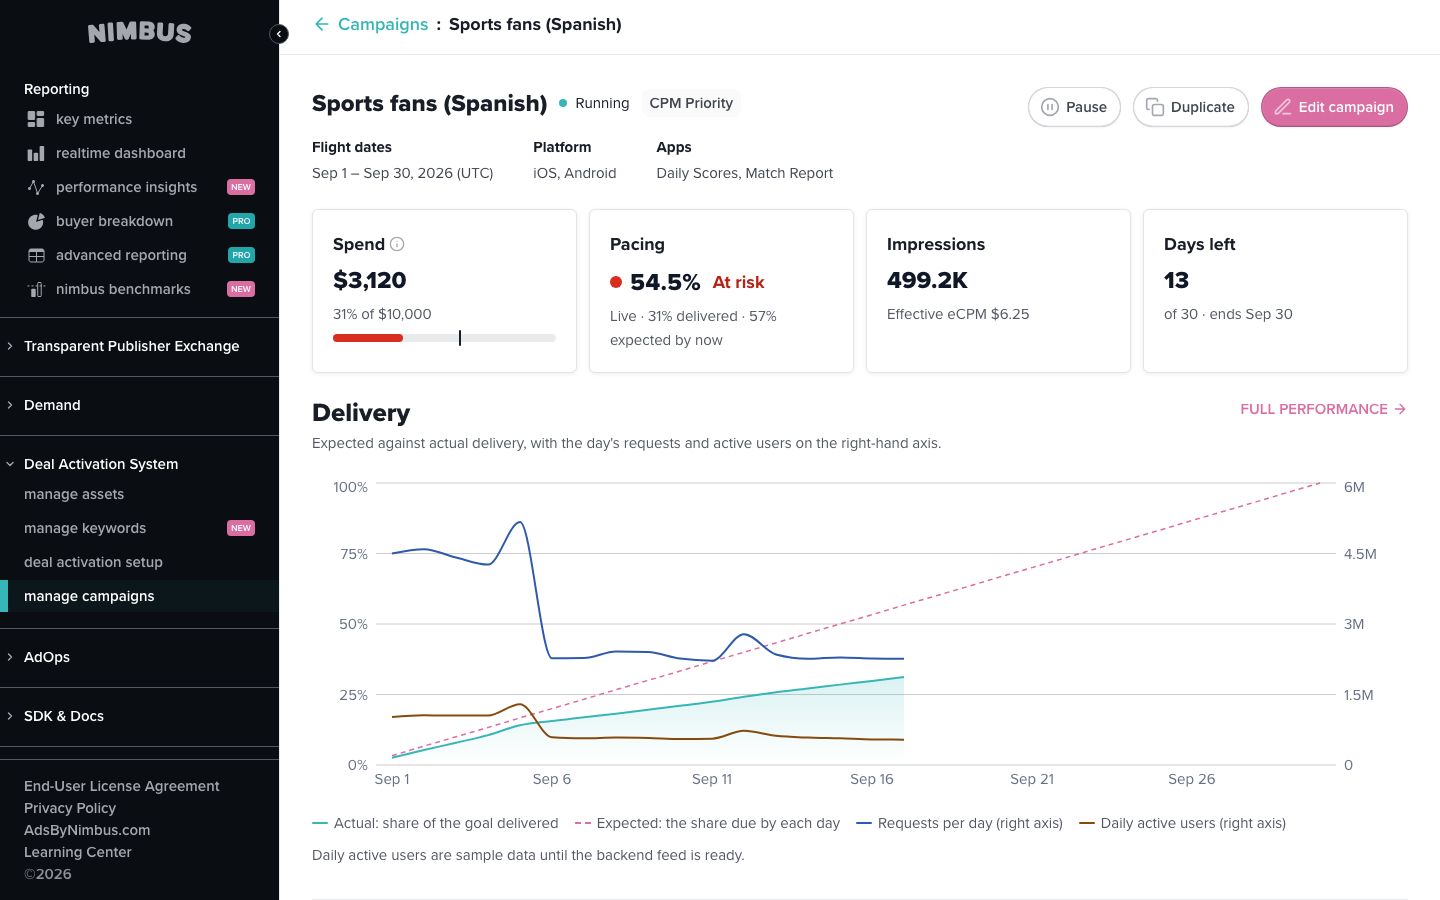 NIMBUS
Reporting
key metrics
realtime dashboard
performance insights NEW
buyer breakdown PRO
advanced reporting PRO
nimbus benchmarks NEW
Transparent Publisher Exchange
Demand
Deal Activation System
manage assets
manage keywords NEW
deal activation setup
manage campaigns
AdOps
SDK & Docs
End-User License Agreement
Privacy Policy
AdsByNimbus.com
Learning Center
©2026
Campaigns : Sports fans (Spanish)
Sports fans (Spanish) Running CPM Priority
Pause Duplicate Edit campaign
Flight dates Platform Apps
Sep 1 – Sep 30, 2026 (UTC) iOS, Android Daily Scores, Match Report
Spend
$3,120
31% of $10,000
Pacing
54.5% At risk
Live · 31% delivered · 57%
expected by now
Impressions
499.2K
Effective eCPM $6.25
Days left
13
of 30 · ends Sep 30
Delivery
FULL PERFORMANCE
Expected against actual delivery, with the day's requests and active users on the right-hand axis.
100% 6M
75% 4.5M
50% 3M
25% 1.5M
0% 0
Sep 1 Sep 6 Sep 11 Sep 16 Sep 21 Sep 26
Actual: share of the goal delivered Expected: the share due by each day Requests per day (right axis) Daily active users (right axis)
Daily active users are sample data until the backend feed is ready.